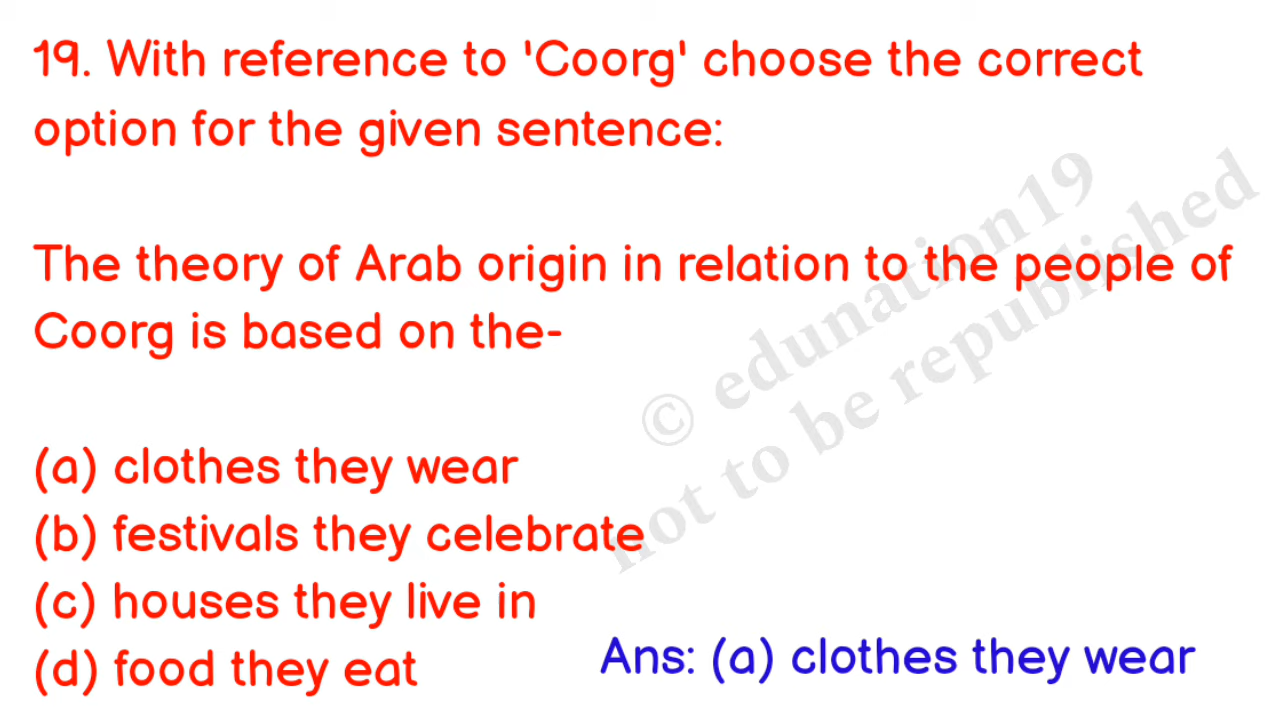 19. With reference to 'Coorg' choose the correct
option for the given sentence:
The theory of Arab origin in relation to the people of
Coorg is based on the-
(a) clothes they wear
(b) festivals they celebrate
(c) houses they live in
(d) food they eat
Ans: (a) clothes they wear
© edunation19
not to be republished